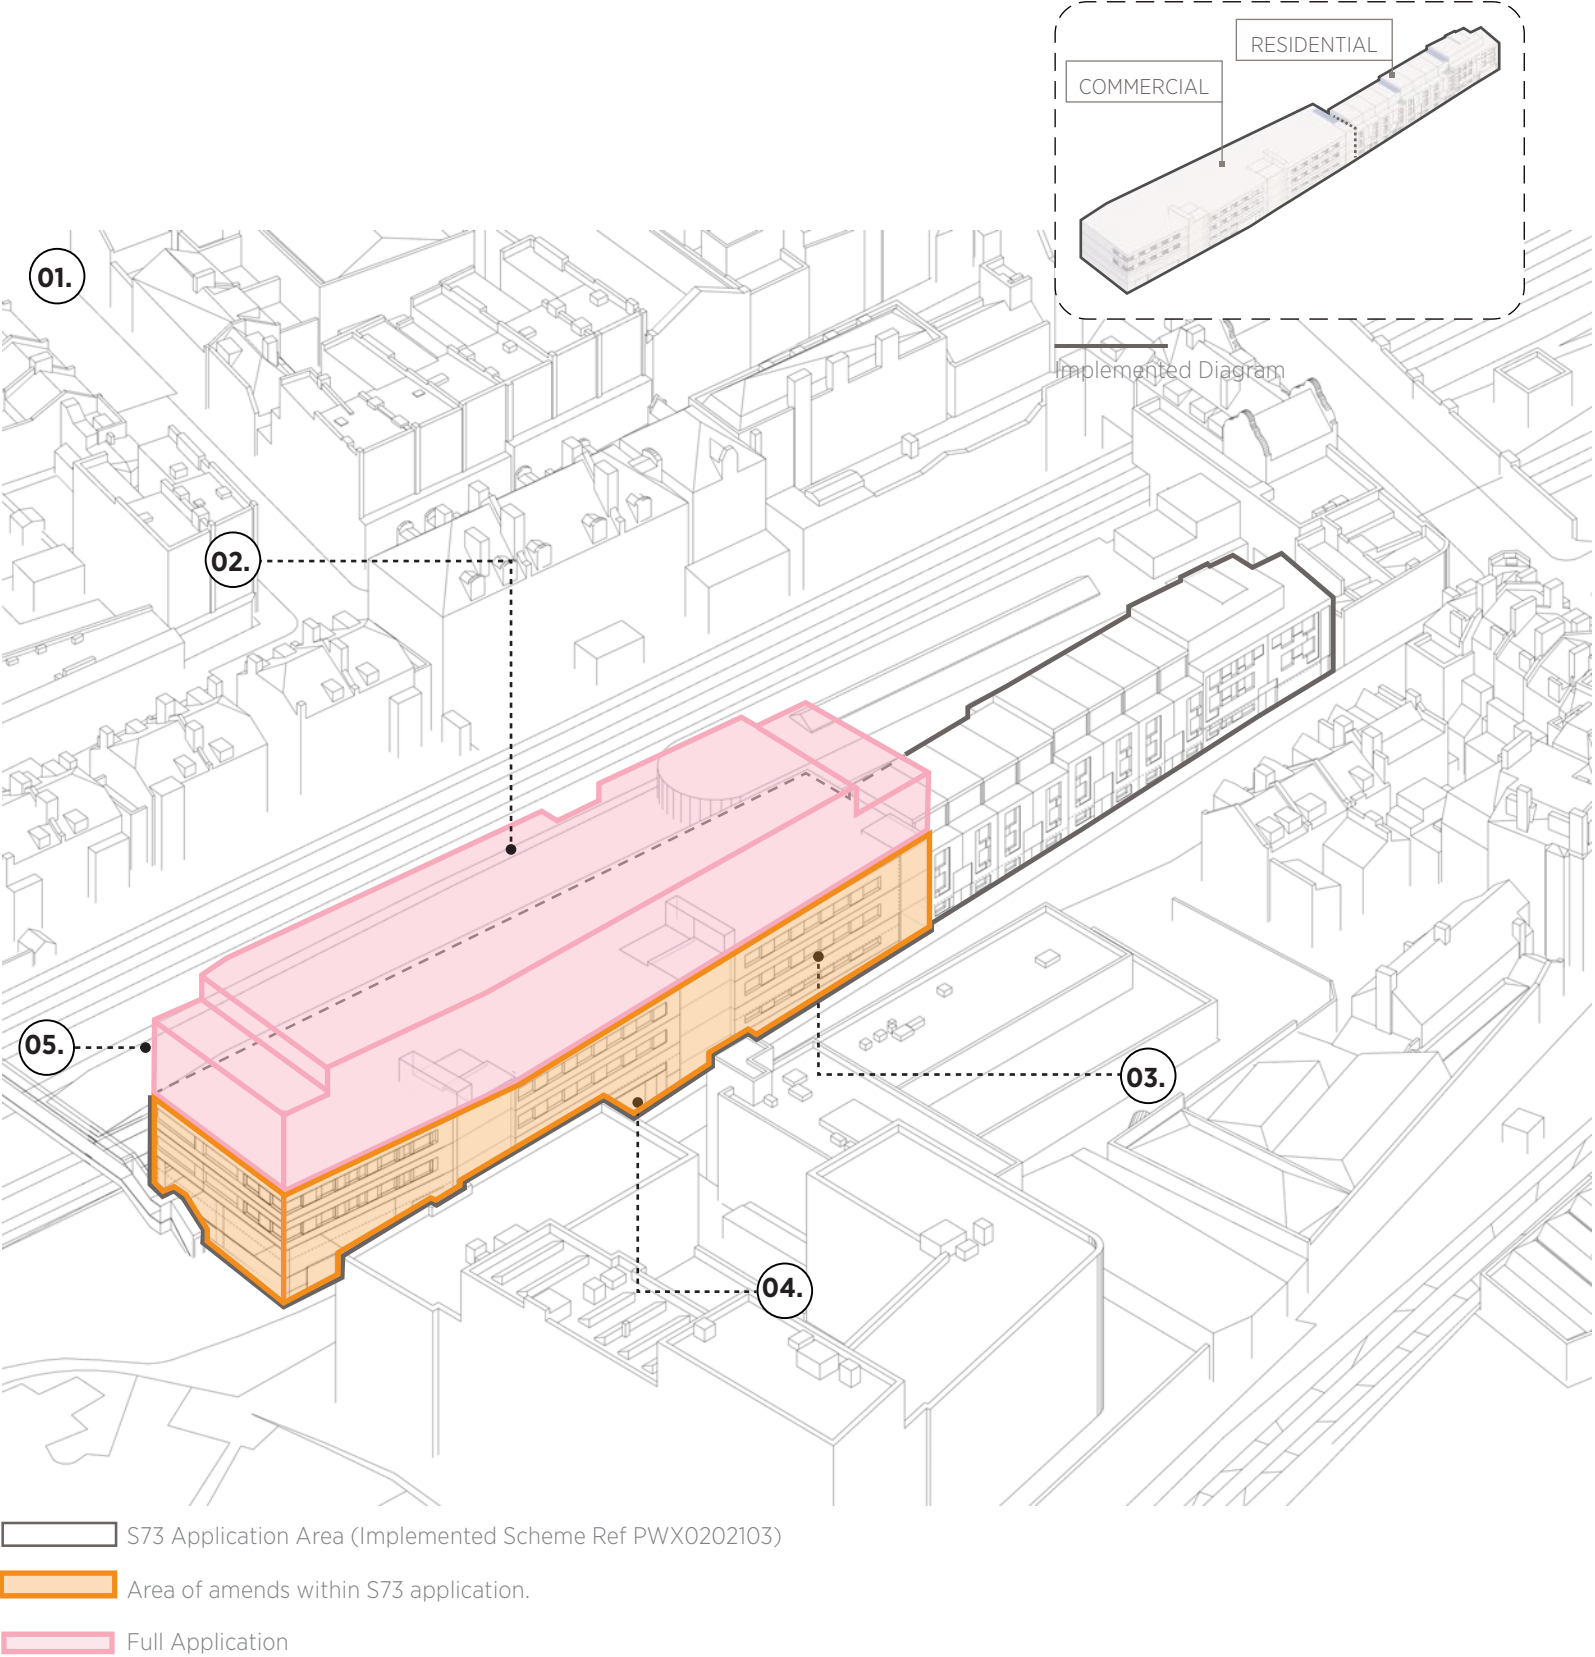 RESIDENTIAL
COMMERCIAL
01.
Implemented Diagram
02.
05.
03.
04.
S73 Application Area (Implemented Scheme Ref PWX0202103)
Area of amends within S73 application.
Full Application